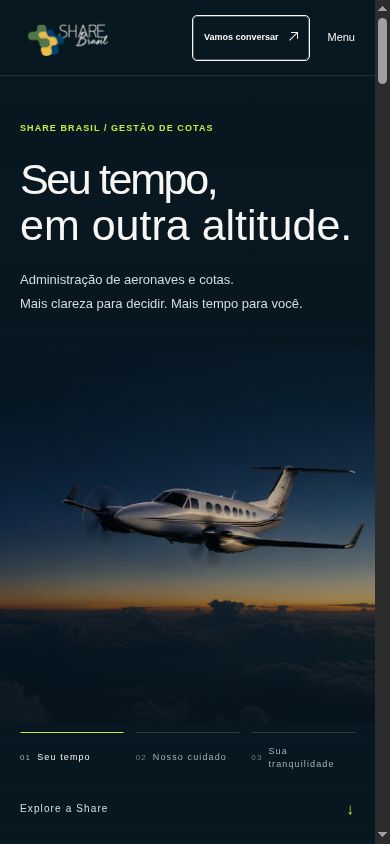 SHARE
Brasil
Vamos conversar
Menu
SHARE BRASIL / GESTÃO DE COTAS
Seu tempo,
em outra altitude.
Administração de aeronaves e cotas.
Mais clareza para decidir. Mais tempo para você.
01 Seu tempo
02 Nosso cuidado
03 Sua
tranquilidade
Explore a Share ↓